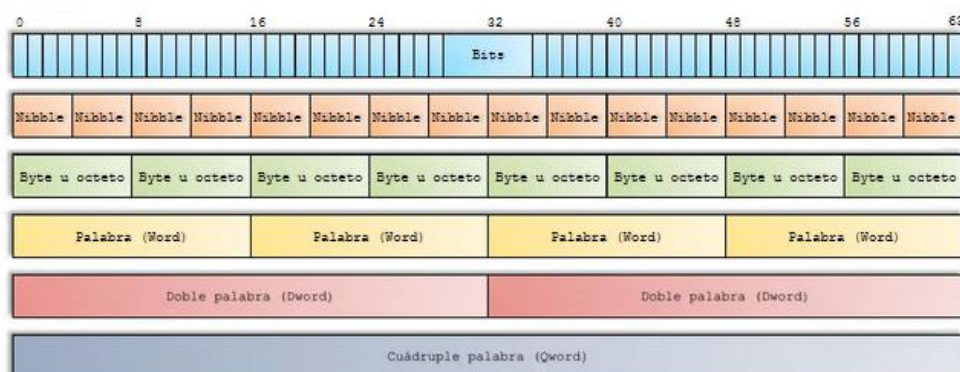 0 8 16 24 32 40 48 56 63
Bits
Nibble Nibble Nibble Nibble Nibble Nibble Nibble Nibble Nibble Nibble Nibble Nibble Nibble Nibble Nibble Nibble
Byte u octeto Byte u octeto Byte u octeto Byte u octeto Byte u octeto Byte u octeto Byte u octeto Byte u octeto
Palabra (Word) Palabra (Word) Palabra (Word) Palabra (Word)
Doble palabra (Dword) Doble palabra (Dword)
Cuádruple palabra (Qword)